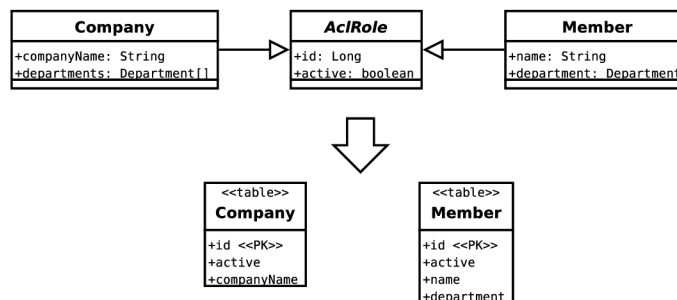 Company
+companyName: String
+departments: Department[]
AclRole
+id: Long
+active: boolean
Member
+name: String
+department: Department
<<table>>
Company
+id <<PK>>
+active
+companyName
<<table>>
Member
+id <<PK>>
+active
+name
+department